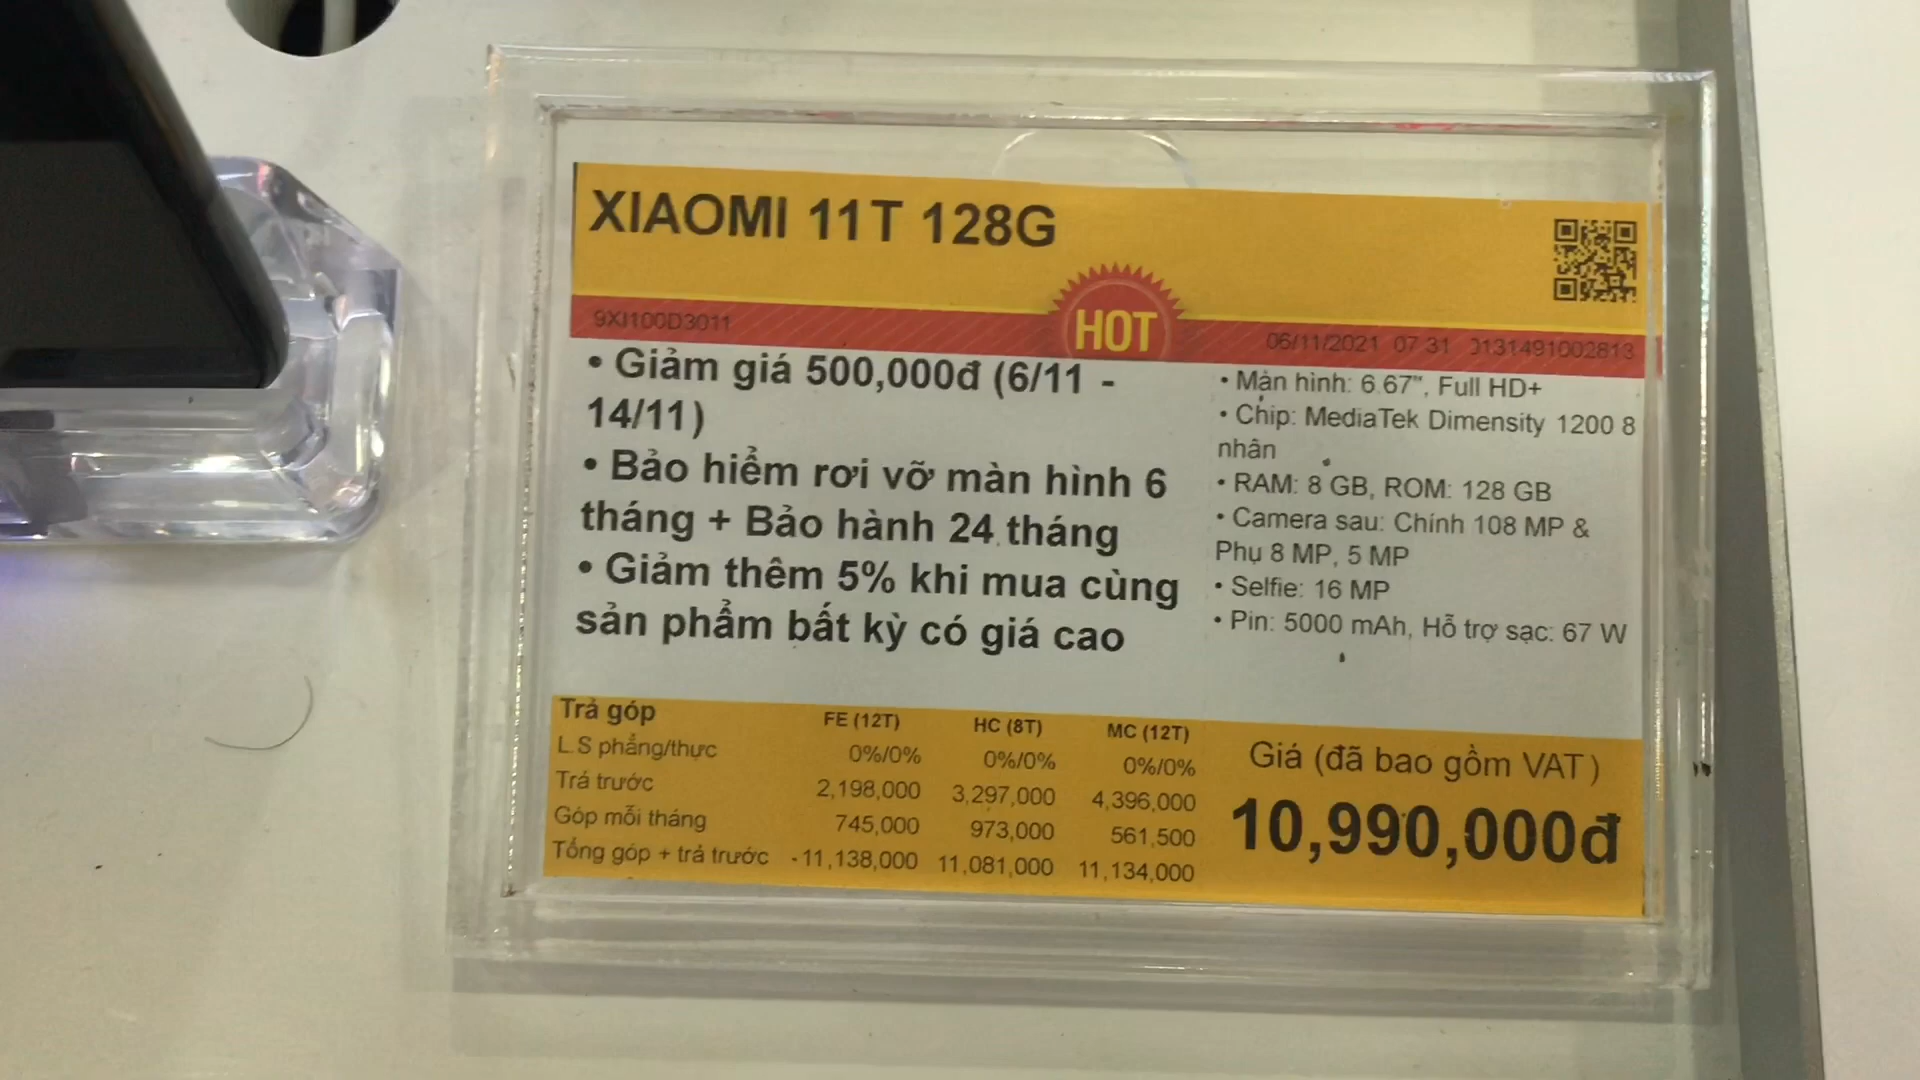 XIAOMI 11T 128G
9XI100D3011
HOT
06/11/2021 07 31 0131491002813
• Giảm giá 500,000đ (6/11 -
14/11)
• Bảo hiểm rơi vỡ màn hình 6
tháng + Bảo hành 24 tháng
• Giảm thêm 5% khi mua cùng
sản phẩm bất kỳ có giá cao
• Màn hình: 6.67", Full HD+
• Chip: MediaTek Dimensity 1200 8
nhân
• RAM: 8 GB, ROM: 128 GB
• Camera sau: Chính 108 MP &
Phụ 8 MP, 5 MP
• Selfie: 16 MP
• Pin: 5000 mAh, Hỗ trợ sạc: 67 W
Trả góp FE (12T) HC (8T) MC (12T)
L.S phẳng/thực 0%/0% 0%/0% 0%/0%
Trả trước 2,198,000 3,297,000 4,396,000
Góp mỗi tháng 745,000 973,000 561,500
Tổng góp + trả trước 11,138,000 11,081,000 11,134,000
Giá (đã bao gồm VAT)
10,990,000đ